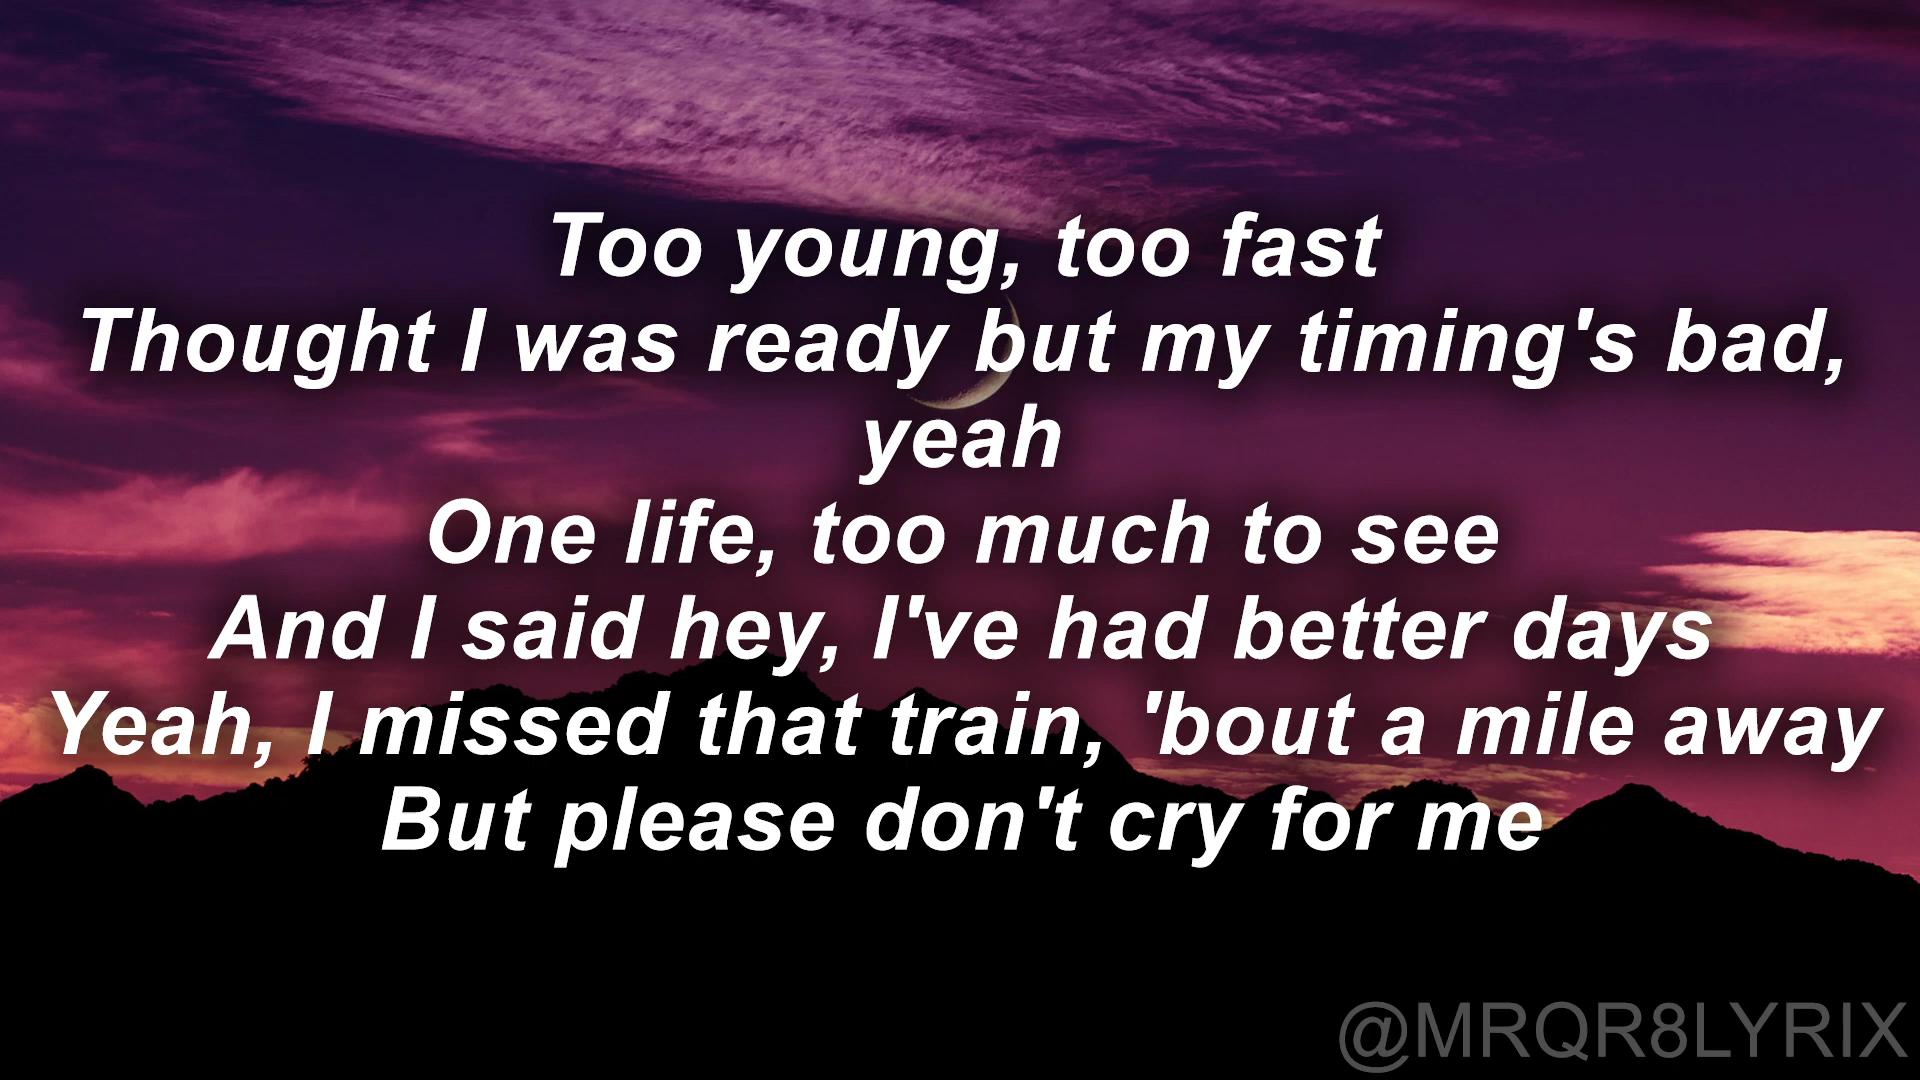 Too young, too fast
Thought I was ready but my timing's bad,
yeah
One life, too much to see
And I said hey, I've had better days
Yeah, I missed that train, 'bout a mile away
But please don't cry for me
@MRQR8LYRIX